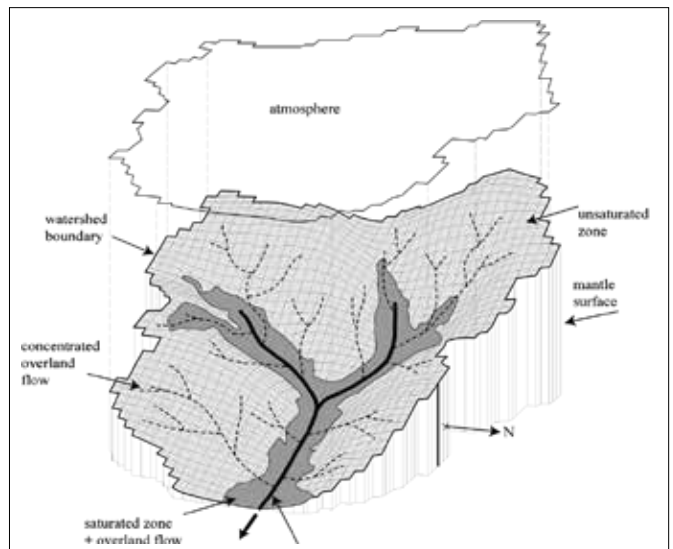 atmosphere
watershed
boundary
unsaturated
zone
mantle
surface
concentrated
overland
flow
N
saturated zone
+ overland flow